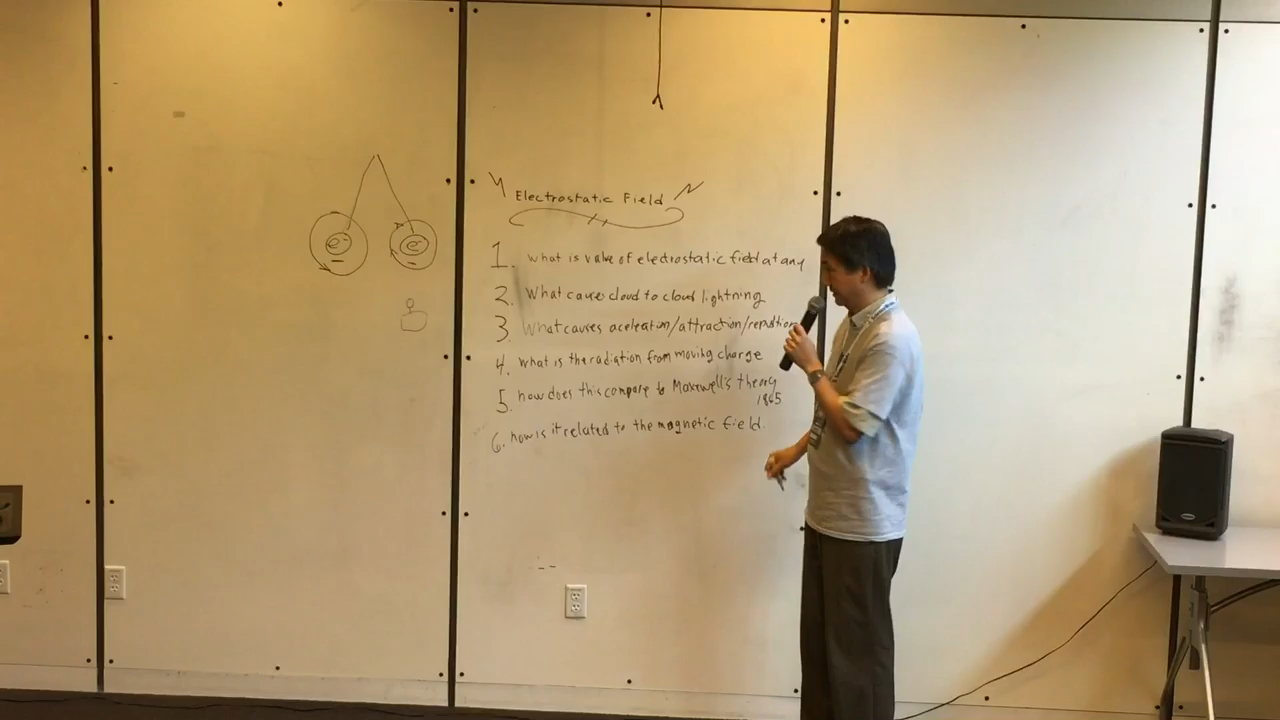 e-
e-
Electrostatic Field
1. What is value of electrostatic field at any
2. What cause cloud to cloud lightning
3. What causes aceleration/attraction/repulsion
4. what is the radiation from moving charge
5. how does this compare to Maxwell's theory
1865
6. how is it related to the magnetic field.